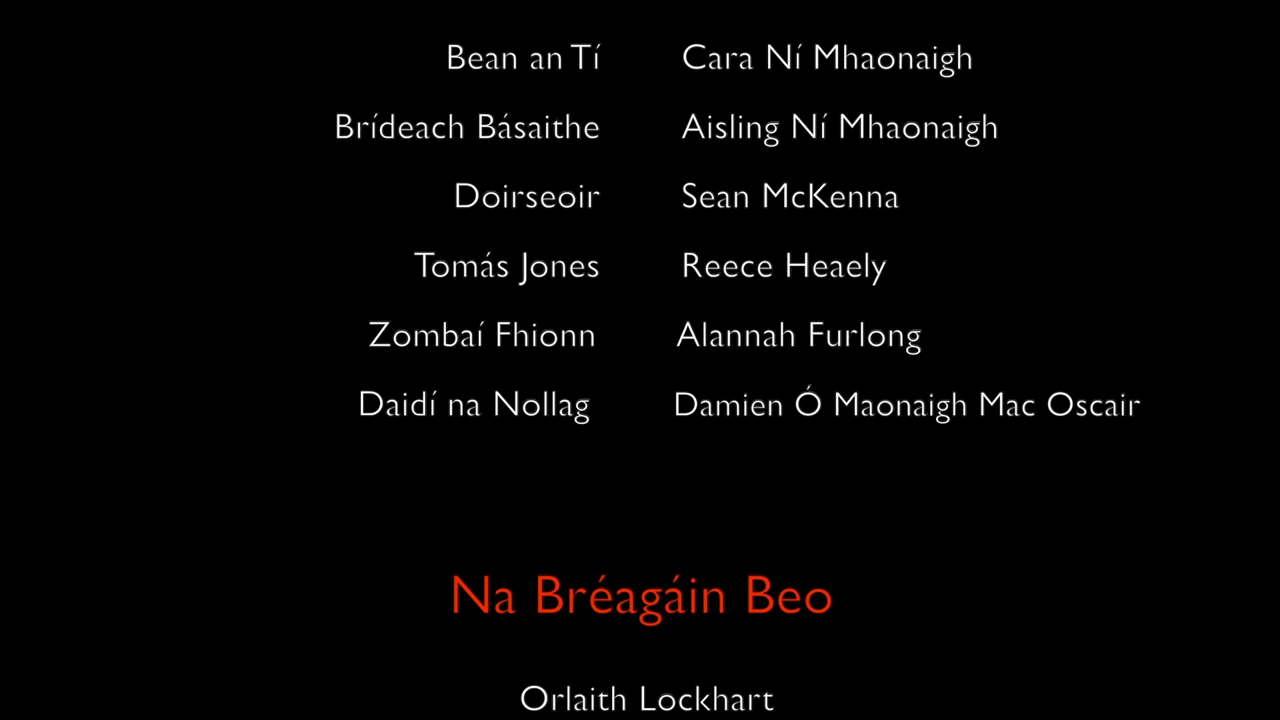 Bean an Tí Cara Ní Mhaonaigh
Brídeach Básaithe Aisling Ní Mhaonaigh
Doirseoir Sean McKenna
Tomás Jones Reece Heaely
Zombaí Fhionn Alannah Furlong
Daidí na Nollag Damien Ó Maonaigh Mac Oscair
Na Bréagáin Beo
Orlaith Lockhart